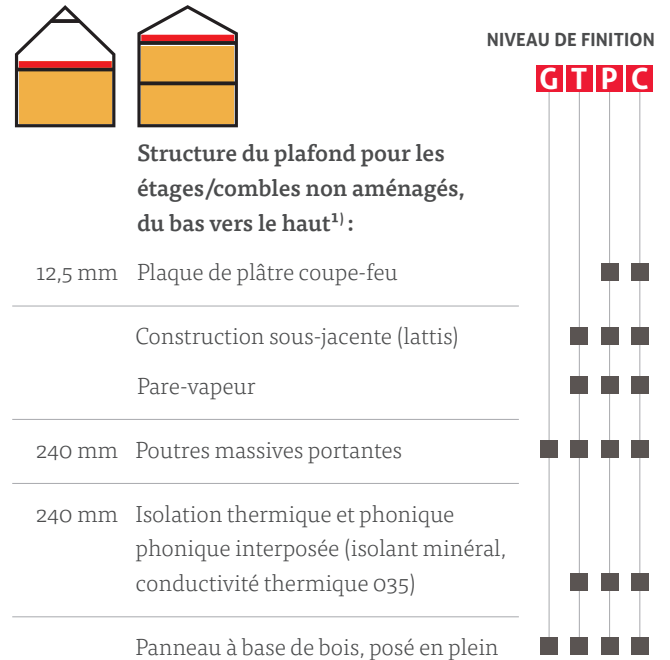 NIVEAU DE FINITION
G T P C
Structure du plafond pour les
étages/combles non aménagés,
du bas vers le haut¹⁾ :
12,5 mm Plaque de plâtre coupe-feu
Construction sous-jacente (lattis)
Pare-vapeur
240 mm Poutres massives portantes
240 mm Isolation thermique et phonique
phonique interposée (isolant minéral,
conductivité thermique 035)
Panneau à base de bois, posé en plein